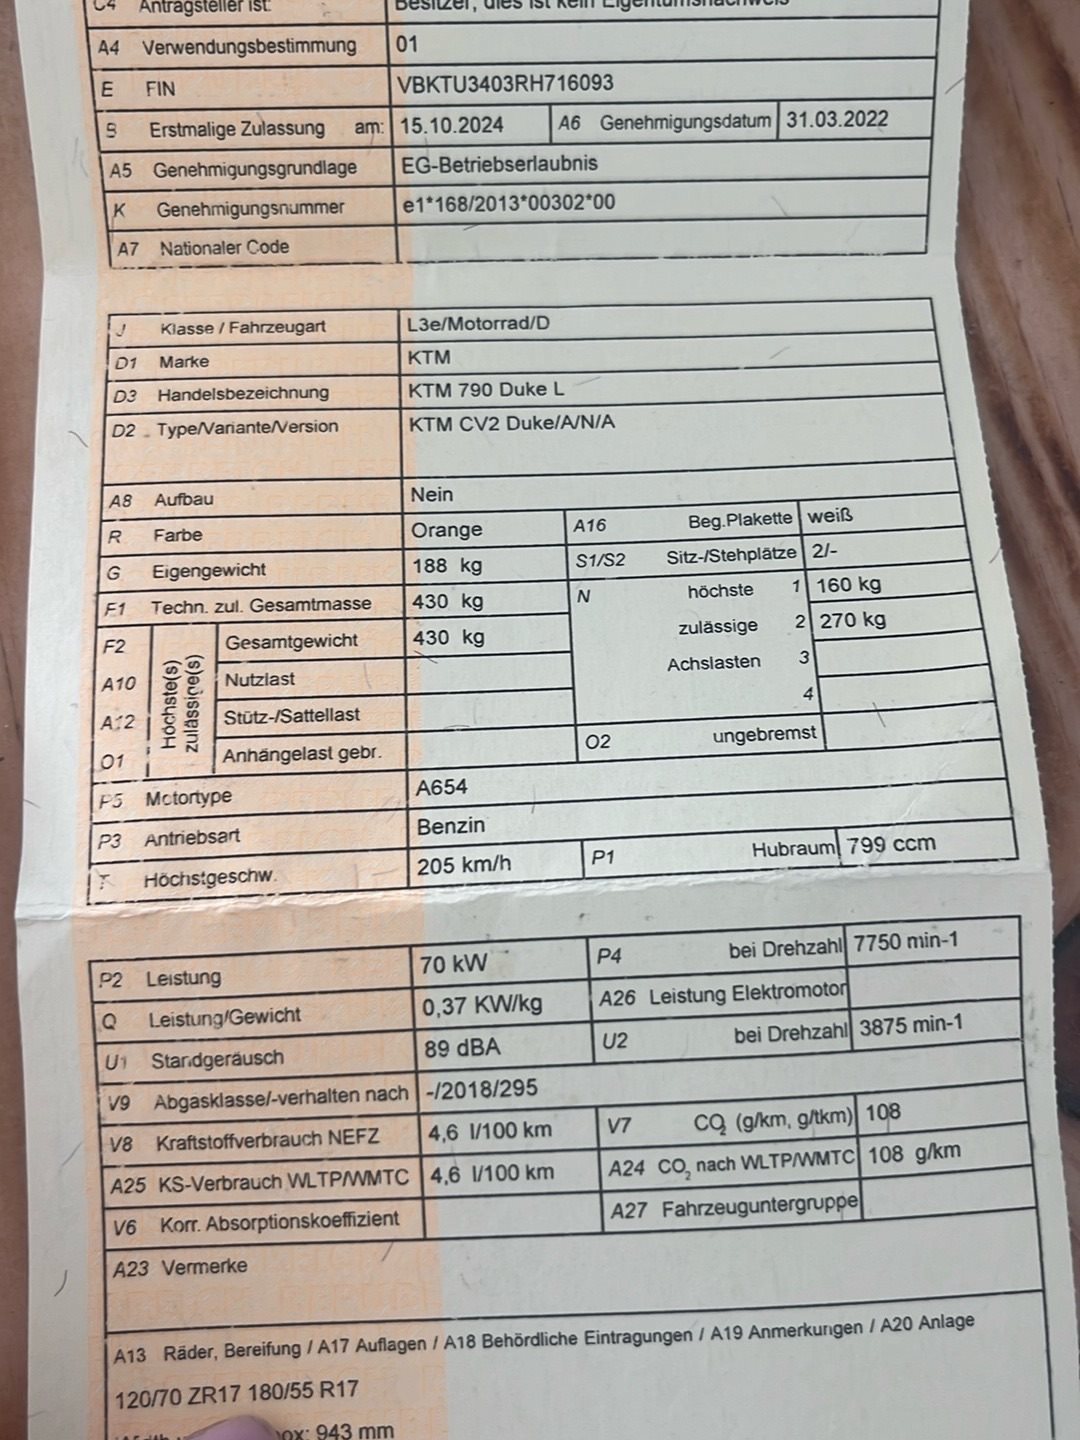 C4 Antragsteller ist: Besitzer, dies ist kein Eigentumsnachweis
A4 Verwendungsbestimmung 01
E FIN VBKTU3403RH716093
B Erstmalige Zulassung am: 15.10.2024 A6 Genehmigungsdatum 31.03.2022
A5 Genehmigungsgrundlage EG-Betriebserlaubnis
K Genehmigungsnummer e1*168/2013*00302*00
A7 Nationaler Code
J Klasse / Fahrzeugart L3e/Motorrad/D
D1 Marke KTM
D3 Handelsbezeichnung KTM 790 Duke L
D2 Type/Variante/Version KTM CV2 Duke/A/N/A
A8 Aufbau Nein
R Farbe Orange A16 Beg.Plakette weiß
G Eigengewicht 188 kg S1/S2 Sitz-/Stehplätze 2/-
F1 Techn. zul. Gesamtmasse 430 kg N höchste 1 160 kg
F2 Höchste(s) zulässige(s) Gesamtgewicht 430 kg zulässige 2 270 kg
A10 Nutzlast Achslasten 3
A12 Stütz-/Sattellast 4
O1 Anhängelast gebr. O2 ungebremst
P5 Motortype A654
P3 Antriebsart Benzin
T Höchstgeschw. 205 km/h P1 Hubraum 799 ccm
P2 Leistung 70 kW P4 bei Drehzahl 7750 min-1
Q Leistung/Gewicht 0,37 KW/kg A26 Leistung Elektromotor
U1 Standgeräusch 89 dBA U2 bei Drehzahl 3875 min-1
V9 Abgasklasse/-verhalten nach -/2018/295
V8 Kraftstoffverbrauch NEFZ 4,6 l/100 km V7 CO2 (g/km, g/tkm) 108
A25 KS-Verbrauch WLTP/WMTC 4,6 l/100 km A24 CO2 nach WLTP/WMTC 108 g/km
V6 Korr. Absorptionskoeffizient A27 Fahrzeuguntergruppe
A23 Vermerke
A13 Räder, Bereifung / A17 Auflagen / A18 Behördliche Eintragungen / A19 Anmerkungen / A20 Anlage
120/70 ZR17 180/55 R17
943 mm